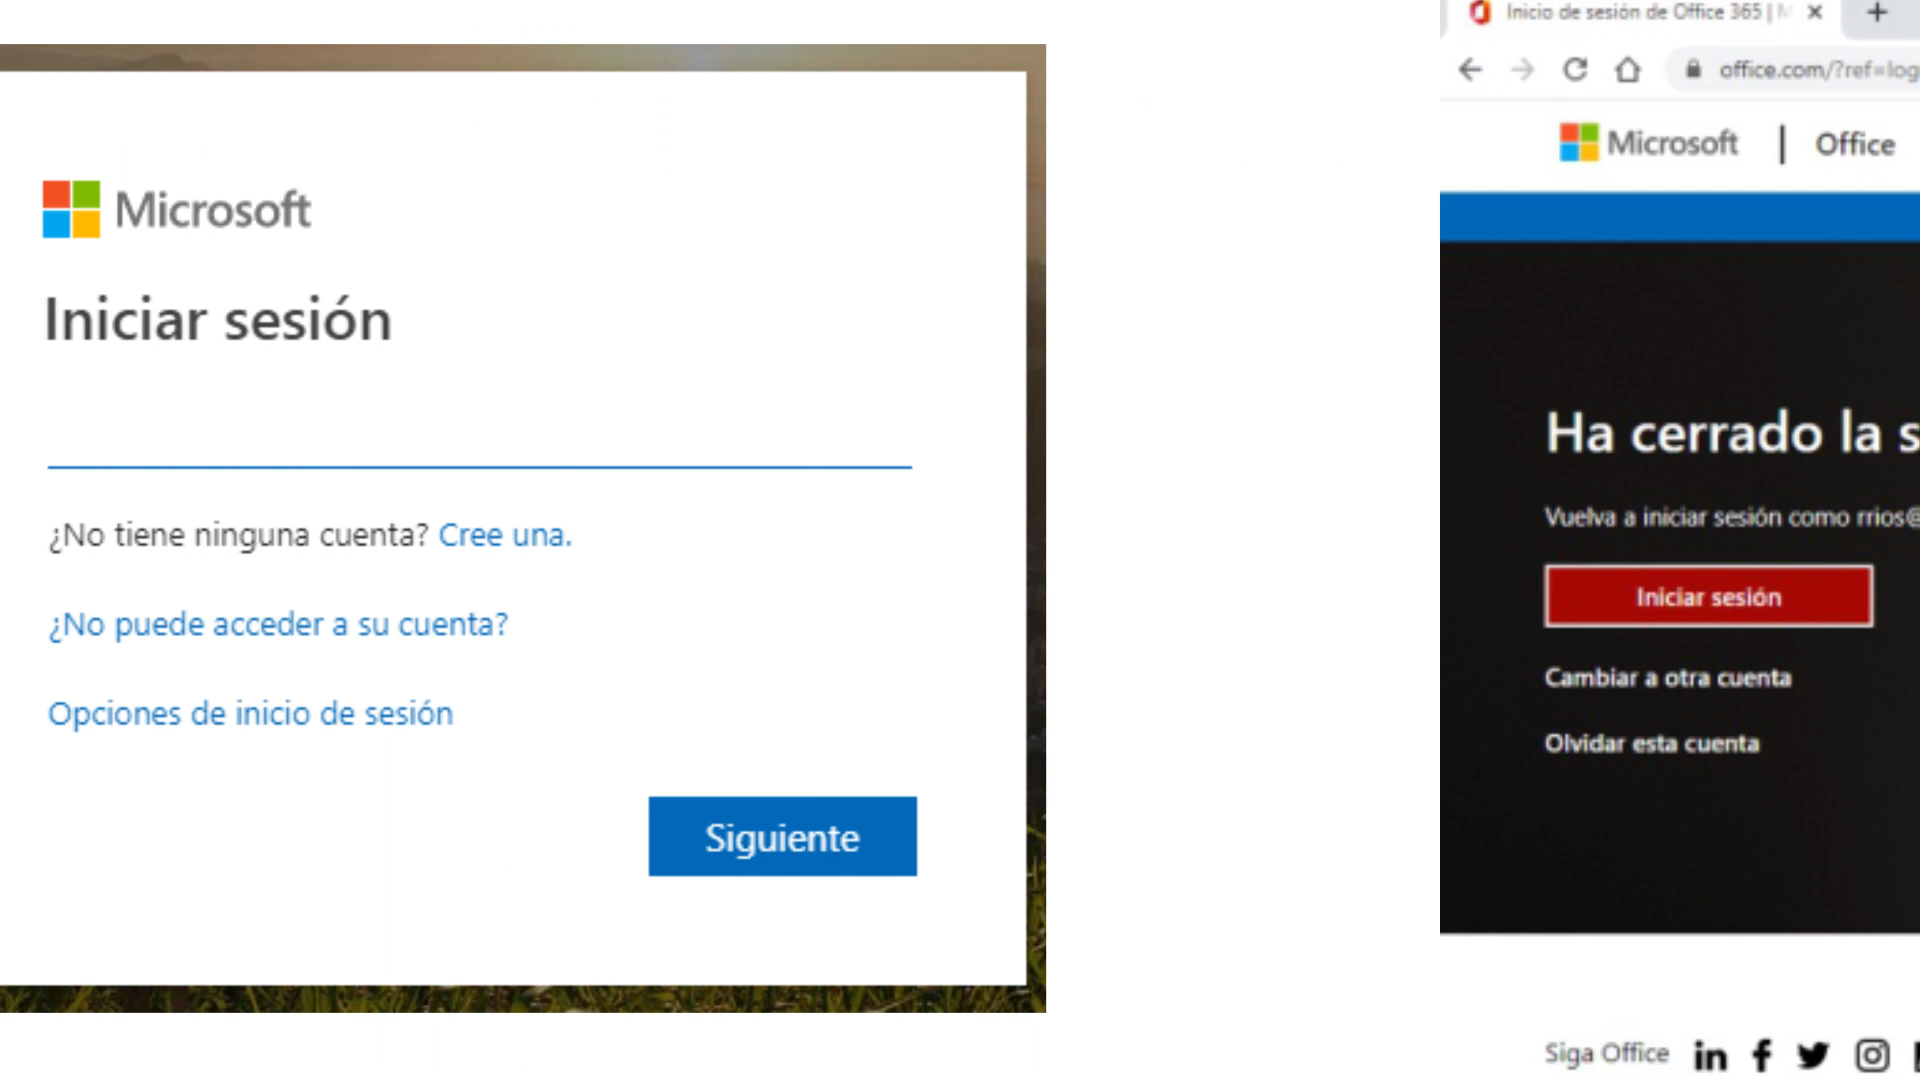 Microsoft
Iniciar sesión
¿No tiene ninguna cuenta? Cree una.
¿No puede acceder a su cuenta?
Opciones de inicio de sesión
Siguiente
Inicio de sesión de Office 365 |
office.com/?ref=log
Microsoft | Office
Ha cerrado la s
Vuelva a iniciar sesión como rrios@
Iniciar sesión
Cambiar a otra cuenta
Olvidar esta cuenta
Siga Office